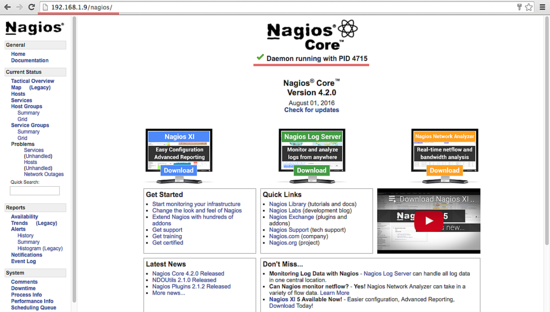 192.168.1.9/nagios/
Nagios®
General
Home
Documentation
Current Status
Tactical Overview
Map (Legacy)
Hosts
Services
Host Groups
Summary
Grid
Service Groups
Summary
Grid
Problems
Services
(Unhandled)
Hosts
(Unhandled)
Network Outages
Quick Search:
Reports
Availability
Trends (Legacy)
Alerts
History
Summary
Histogram (Legacy)
Notifications
Event Log
System
Comments
Downtime
Process Info
Performance Info
Scheduling Queue
Nagios
Core™
Daemon running with PID 4715
Nagios® Core™
Version 4.2.0
August 01, 2016
Check for updates
Nagios XI
Easy Configuration
Advanced Reporting
Download
Nagios Log Server
Monitor and analyze
logs from anywhere
Download
Nagios Network Analyzer
Real-time netflow and
bandwidth analysis
Download
Get Started
Start monitoring your infrastructure
Change the look and feel of Nagios
Extend Nagios with hundreds of
addons
Get support
Get training
Get certified
Quick Links
Nagios Library (tutorials and docs)
Nagios Labs (development blog)
Nagios Exchange (plugins and
addons)
Nagios Support (tech support)
Nagios.com (company)
Nagios.org (project)
Download Nagios XI ...
Latest News
Nagios Core 4.2.0 Released
NDOUtils 2.1.0 Released
Nagios Plugins 2.1.2 Released
More news...
Don't Miss...
Monitoring Log Data with Nagios - Nagios Log Server can handle all log data
in one central location.
Can Nagios monitor netflow? - Yes! Nagios Network Analyzer can take in a
variety of flow data. Learn More
Nagios XI 5 Available Now! - Easier configuration, Advanced Reporting,
Download Today!